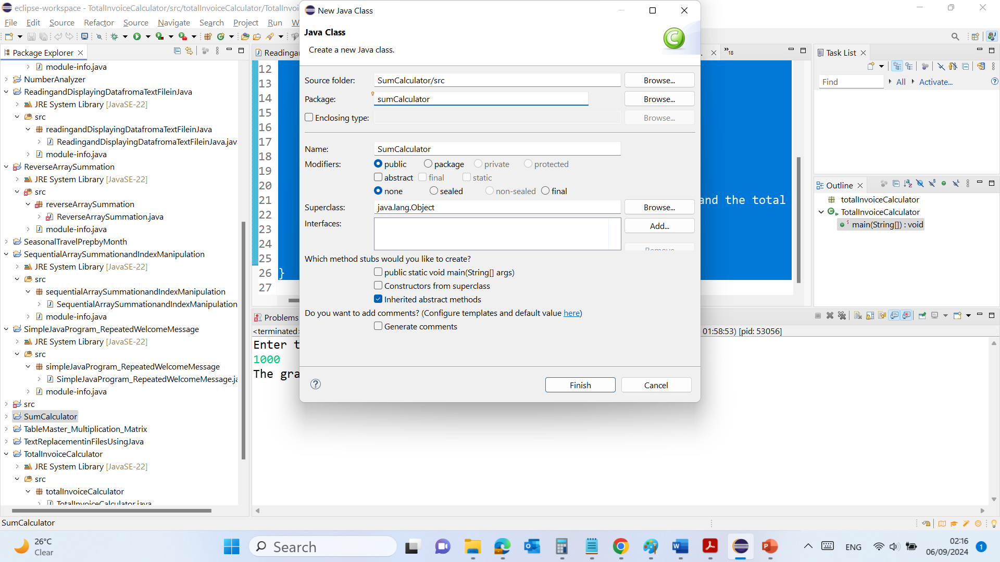 eclipse-workspace - TotalInvoiceCalculator/src/totalInvoiceCalculator/TotalInvoi
File Edit Source Refactor Source Navigate Search Project Run W
Package Explorer
module-info.java
NumberAnalyzer
ReadingandDisplayingDatafromaTextFileinJava
JRE System Library [JavaSE-22]
src
readingandDisplayingDatafromaTextFileinJava
ReadingandDisplayingDatafromaTextFileinJava.jav
module-info.java
ReverseArraySummation
JRE System Library [JavaSE-22]
src
reverseArraySummation
ReverseArraySummation.java
module-info.java
SeasonalTravelPrepbyMonth
SequentialArraySummationandIndexManipulation
JRE System Library [JavaSE-22]
src
sequentialArraySummationandIndexManipulation
SequentialArraySummationandIndexManipulation
module-info.java
SimpleJavaProgram_RepeatedWelcomeMessage
JRE System Library [JavaSE-22]
src
simpleJavaProgram_RepeatedWelcomeMessage
SimpleJavaProgram_RepeatedWelcomeMessage.ja
module-info.java
src
SumCalculator
TableMaster_Multiplication_Matrix
TextReplacementinFilesUsingJava
TotalInvoiceCalculator
JRE System Library [JavaSE-22]
src
totalInvoiceCalculator
TotalInvoiceCalculator.java
SumCalculator
Readingan
18
12
13
14
15
16
17
18
19
20
21 and the total
22
23
24
25
26 }
27
New Java Class
Java Class
Create a new Java class.
Source folder: SumCalculator/src Browse...
Package: sumCalculator Browse...
Enclosing type: Browse...
Name: SumCalculator
Modifiers: public package private protected
abstract final static
none sealed non-sealed final
Superclass: java.lang.Object Browse...
Interfaces: Add...
Remove
Which method stubs would you like to create?
public static void main(String[] args)
Constructors from superclass
Inherited abstract methods
Do you want to add comments? (Configure templates and default value here)
Generate comments
Finish Cancel
Problems
<terminated> 01:58:53) [pid: 53056]
Enter t
1000
The gra
Task List
Find All Activate...
Outline
totalInvoiceCalculator
TotalInvoiceCalculator
main(String[]) : void
26°C
Clear
Search
ENG
02:16
06/09/2024
1